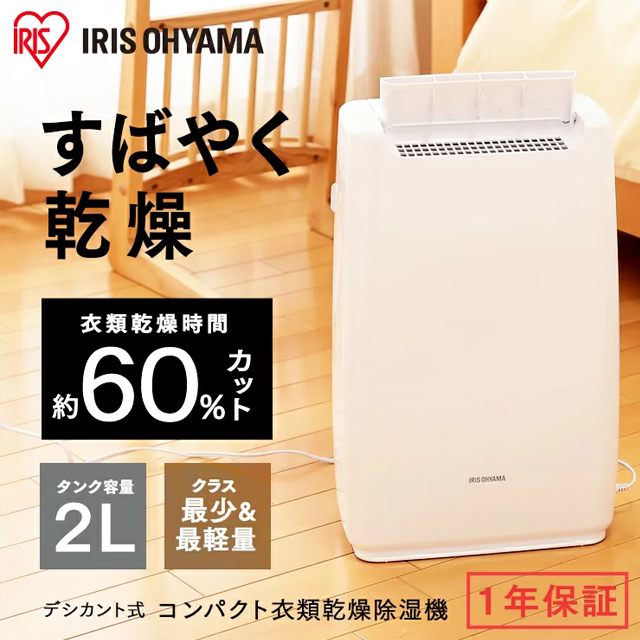 IRIS IRIS OHYAMA
すばやく
乾燥
衣類乾燥時間
約60%カット
タンク容量
2L
クラス
最少&
最軽量
IRIS OHYAMA
デシカント式 コンパクト衣類乾燥除湿機
1年保証